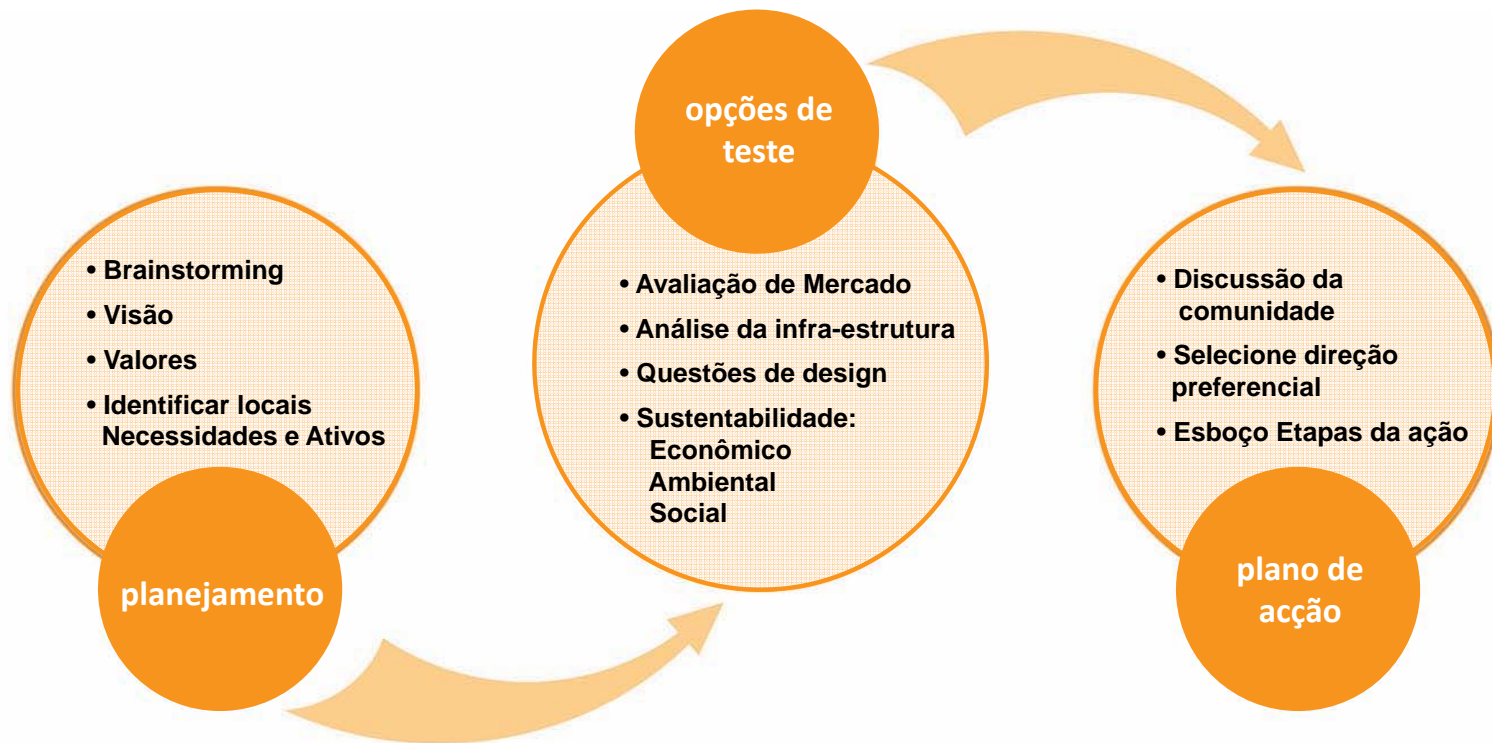 • Brainstorming
• Visão
• Valores
• Identificar locais
Necessidades e Ativos
planejamento
opções de
teste
• Avaliação de Mercado
• Análise da infra-estrutura
• Questões de design
• Sustentabilidade:
Econômico
Ambiental
Social
• Discussão da
comunidade
• Selecione direção
preferencial
• Esboço Etapas da ação
plano de
acção